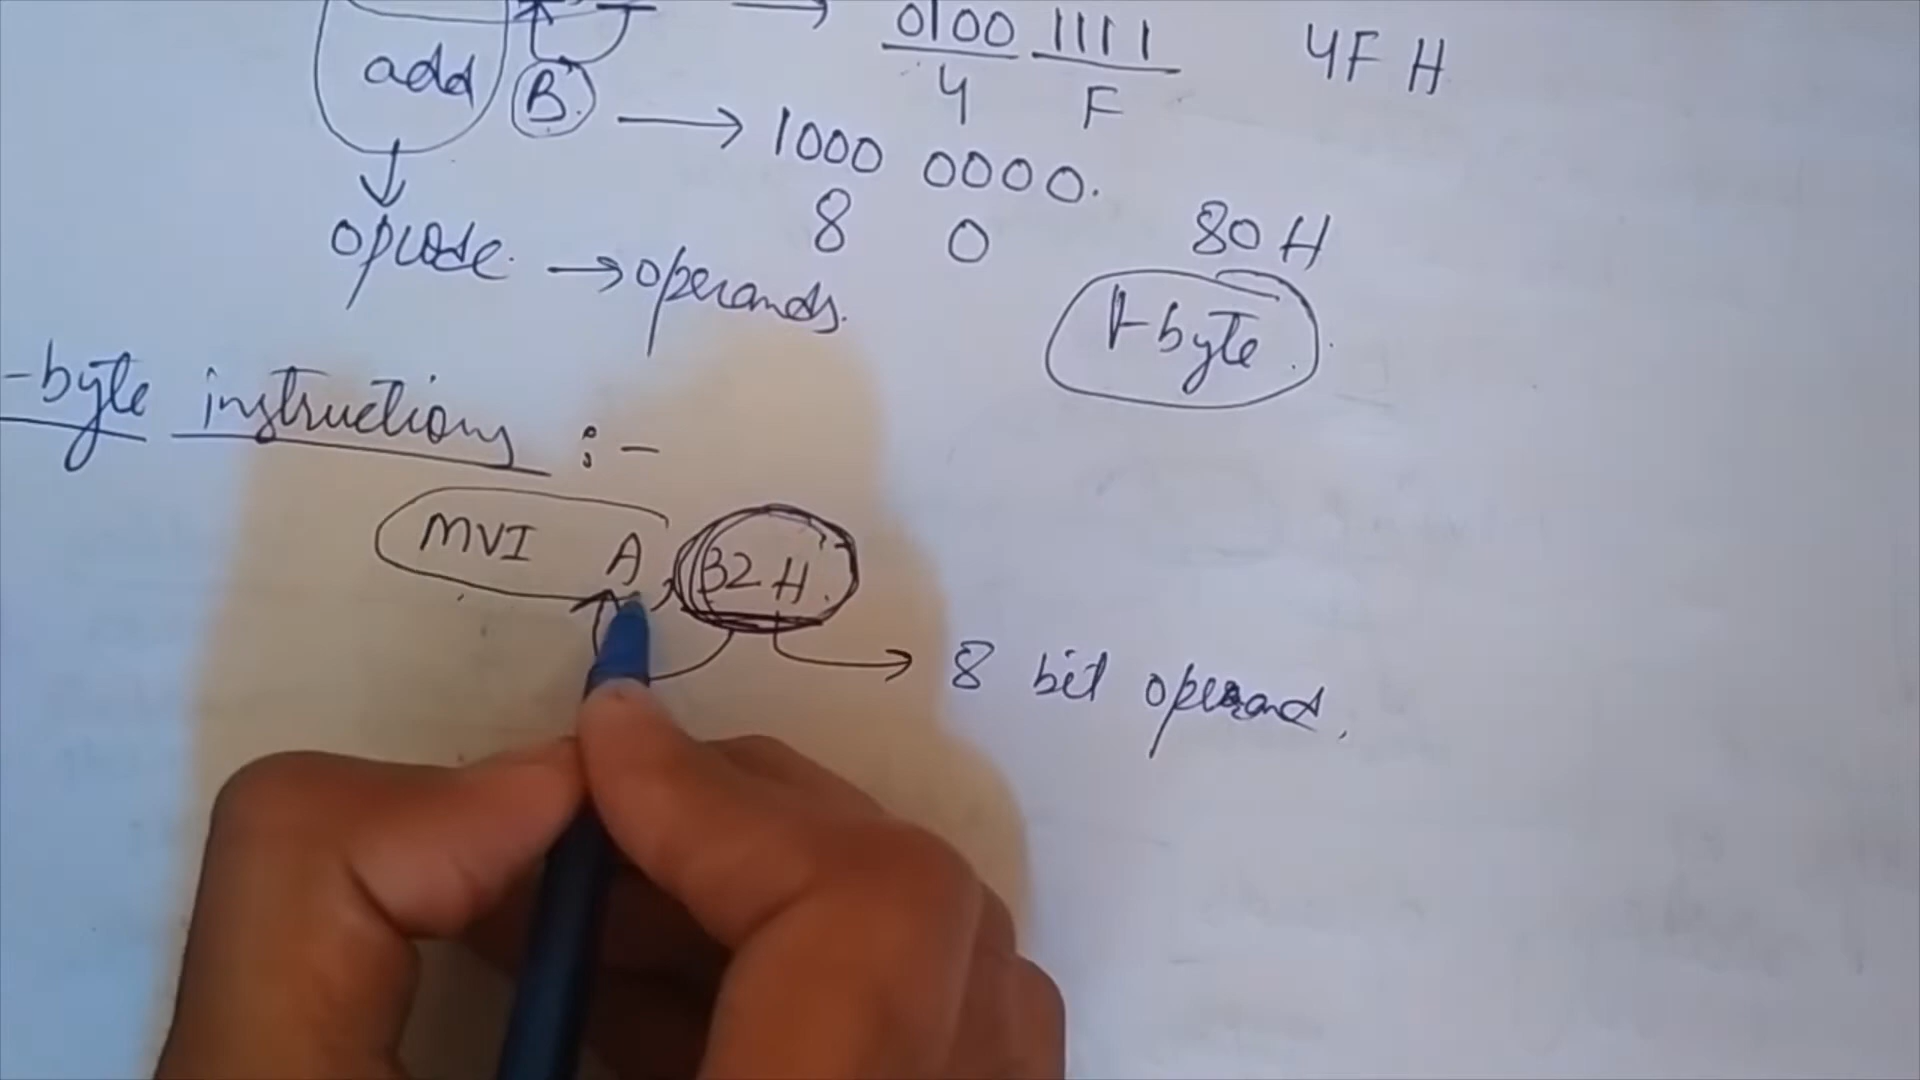 0100 1111 4F H
4 F
add B. → 1000 0000.
8 0 80 H
opcode. → operands.
1-byte.
-byte instructions :-
MVI A, 32 H.
8 bit operand.